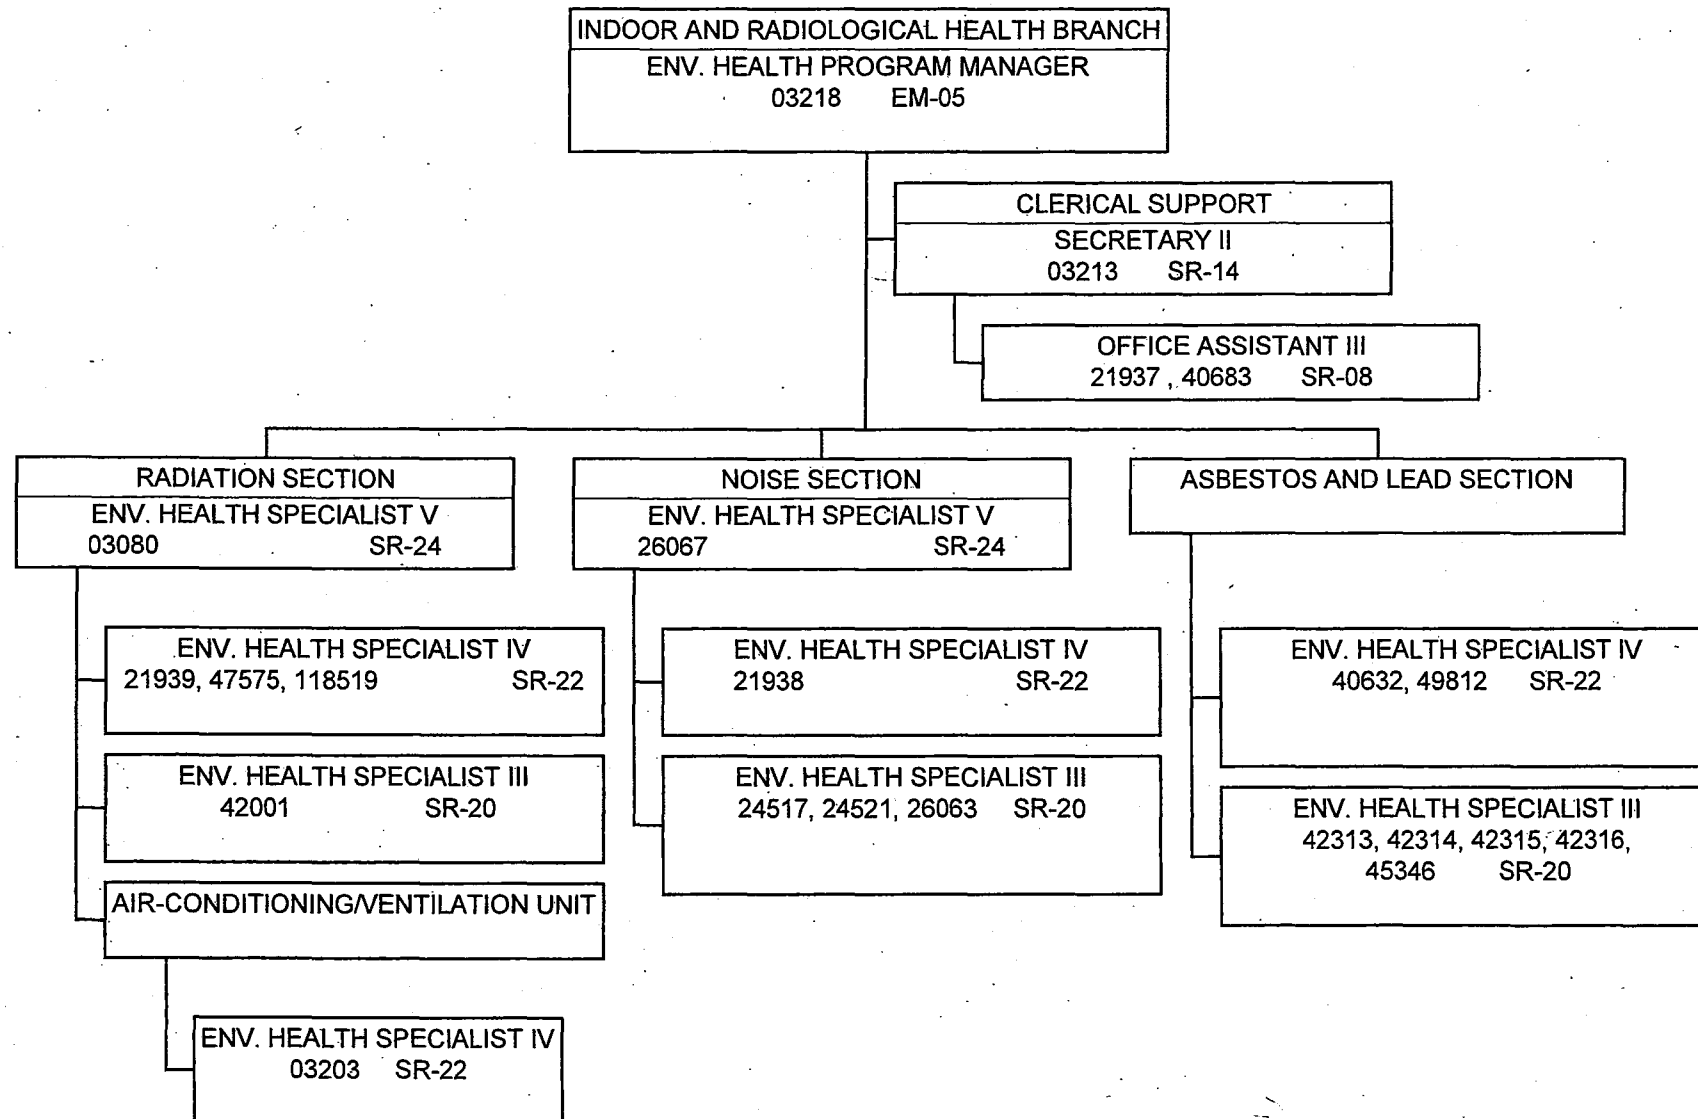 INDOOR AND RADIOLOGICAL HEALTH BRANCH
ENV. HEALTH PROGRAM MANAGER
03218 EM-05
CLERICAL SUPPORT
SECRETARY II
03213 SR-14
OFFICE ASSISTANT III
21937 , 40683 SR-08
RADIATION SECTION
ENV. HEALTH SPECIALIST V
03080 SR-24
ENV. HEALTH SPECIALIST IV
21939, 47575, 118519 SR-22
ENV. HEALTH SPECIALIST III
42001 SR-20
AIR-CONDITIONING/VENTILATION UNIT
ENV. HEALTH SPECIALIST IV
03203 SR-22
NOISE SECTION
ENV. HEALTH SPECIALIST V
26067 SR-24
ENV. HEALTH SPECIALIST IV
21938 SR-22
ENV. HEALTH SPECIALIST III
24517, 24521, 26063 SR-20
ASBESTOS AND LEAD SECTION
ENV. HEALTH SPECIALIST IV
40632, 49812 SR-22
ENV. HEALTH SPECIALIST III
42313, 42314, 42315, 42316,
45346 SR-20